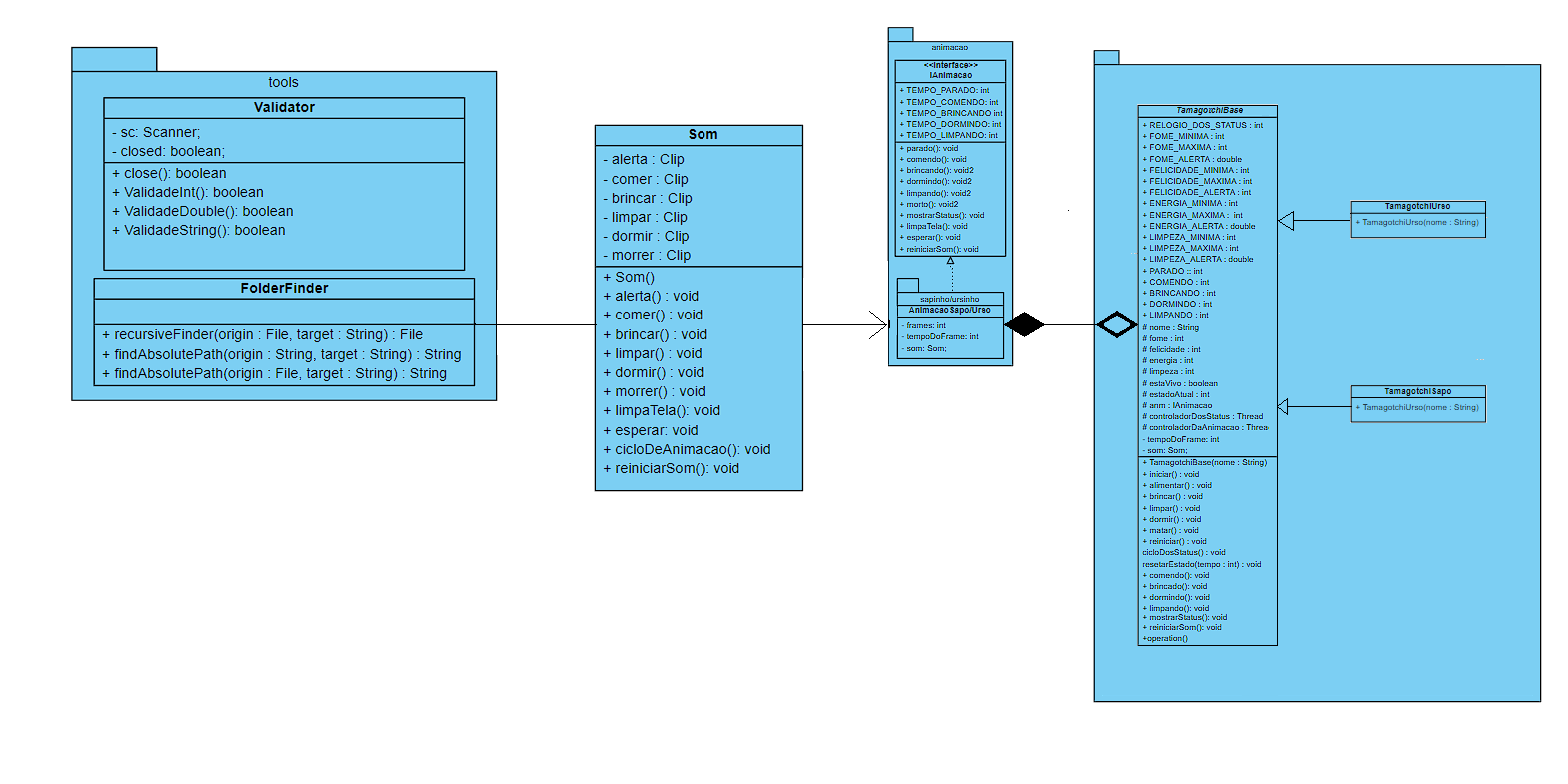 tools
Validator
- sc: Scanner;
- closed: boolean;
+ close(): boolean
+ ValidadeInt(): boolean
+ ValidadeDouble(): boolean
+ ValidadeString(): boolean
FolderFinder
+ recursiveFinder(origin : File, target : String) : File
+ findAbsolutePath(origin : String, target : String) : String
+ findAbsolutePath(origin : File, target : String) : String
Som
- alerta : Clip
- comer : Clip
- brincar : Clip
- limpar : Clip
- dormir : Clip
- morrer : Clip
+ Som()
+ alerta() : void
+ comer() : void
+ brincar() : void
+ limpar() : void
+ dormir() : void
+ morrer() : void
+ limpaTela(): void
+ esperar: void
+ cicloDeAnimacao(): void
+ reiniciarSom(): void
animacao
<<Interface>>
IAnimacao
+ TEMPO_PARADO: int
+ TEMPO_COMENDO: int
+ TEMPO_BRINCANDO int
+ TEMPO_DORMINDO: int
+ TEMPO_LIMPANDO: int
+ parado(): void
+ comendo(): void
+ brincando(): void2
+ dormindo(): void2
+ limpando(): void2
+ morto(): void2
+ mostrarStatus(): void
+ limpaTela(): void
+ esperar(): void
+ reiniciarSom(): void
sapinho/ursinho
AnimacaoSapo/Urso
- frames: int
- tempoDoFrame: int
- som: Som;
TamagotchiBase
+ RELOGIO_DOS_STATUS : int
+ FOME_MINIMA : int
+ FOME_MAXIMA : int
+ FOME_ALERTA : double
+ FELICIDADE_MINIMA : int
+ FELICIDADE_MAXIMA : int
+ FELICIDADE_ALERTA : int
+ ENERGIA_MINIMA : int
+ ENERGIA_MAXIMA : int
+ ENERGIA_ALERTA : double
+ LIMPEZA_MINIMA : int
+ LIMPEZA_MAXIMA : int
+ LIMPEZA_ALERTA : double
+ PARADO :: int
+ COMENDO : int
+ BRINCANDO : int
+ DORMINDO : int
+ LIMPANDO : int
# nome : String
# fome : int
# felicidade : int
# energia : int
# limpeza : int
# estaVivo : boolean
# estadoAtual : int
# anm : IAnimacao
# controladorDosStatus : Thread
# controladorDaAnimacao : Threa
- tempoDoFrame: int
- som: Som;
+ TamagotchiBase(nome : String)
+ iniciar() : void
+ alimentar() : void
+ brincar() : void
+ limpar() : void
+ dormir() : void
+ matar() : void
+ reiniciar() : void
cicloDosStatus() : void
resetarEstado(tempo : int) : void
+ comendo(): void
+ brincado(): void
+ dormindo(): void
+ limpando(): void
+ mostrarStatus(): void
+ reiniciarSom(): void
+operation()
TamagotchiUrso
+ TamagotchiUrso(nome : String)
TamagotchiSapo
+ TamagotchiUrso(nome : String)